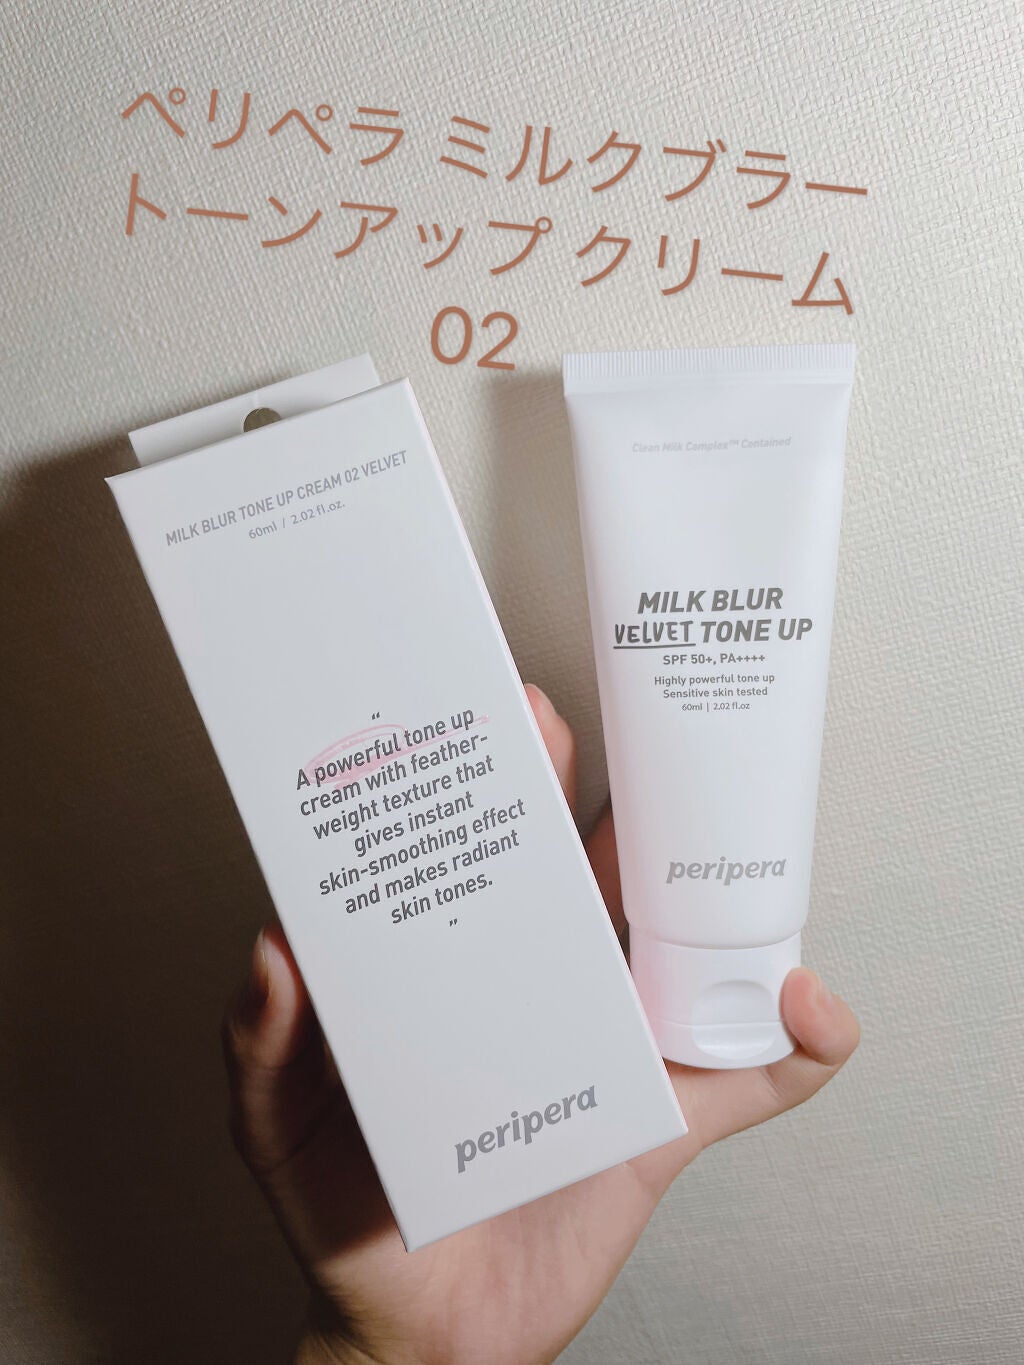 ペリペラ ミルクブラー
トーンアップ クリーム
02
MILK BLUR TONE UP CREAM 02 VELVET
60ml / 2.02 fl.oz.
“
A powerful tone up
cream with feather-
weight texture that
gives instant
skin-smoothing effect
and makes radiant
skin tones.
”
peripera
Clean Milk Complex™ Contained
MILK BLUR
VELVET TONE UP
SPF 50+, PA++++
Highly powerful tone up
Sensitive skin tested
60ml | 2.02 fl.oz
peripera